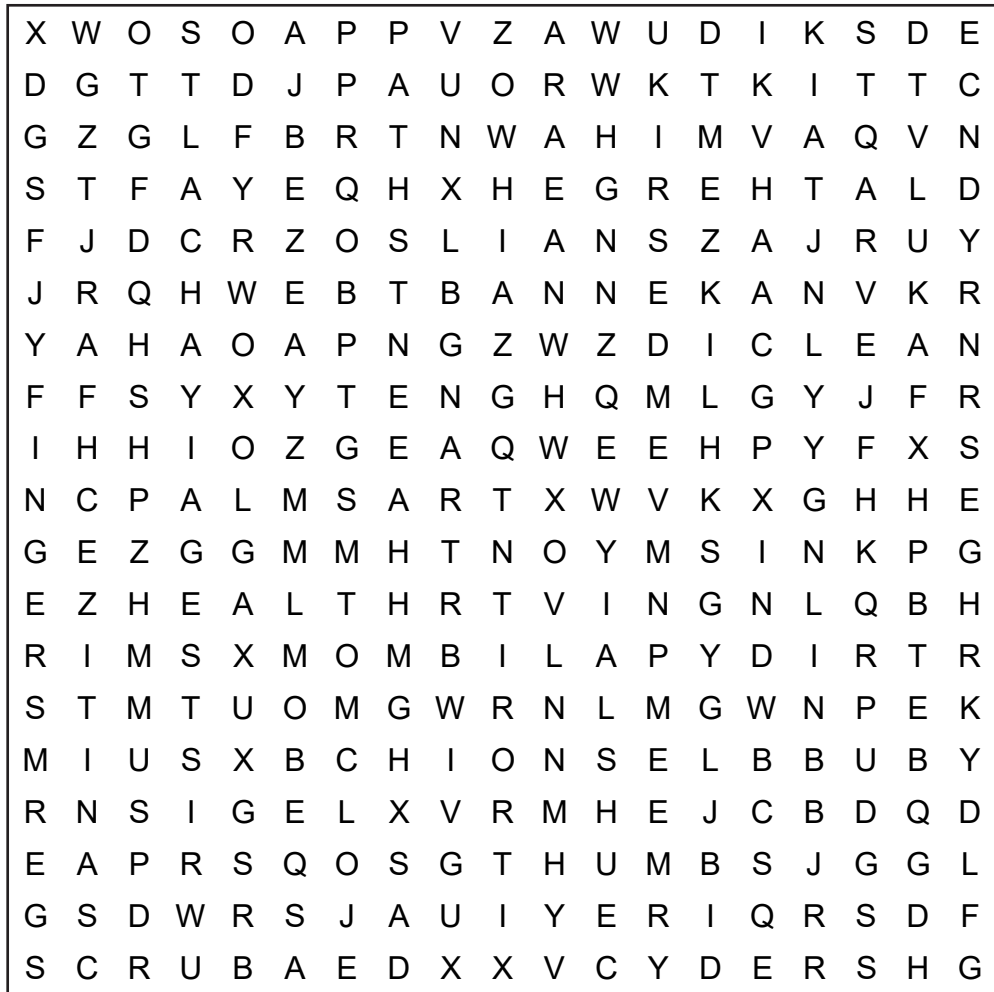 X W O S O A P P V Z A W U D I K S D E
D G T T D J P A U O R W K T K I T T C
G Z G L F B R T N W A H I M V A Q V N
S T F A Y E Q H X H E G R E H T A L D
F J D C R Z O S L I A N S Z A J R U Y
J R Q H W E B T B A N N E K A N V K R
Y A H A O A P N G Z W Z D I C L E A N
F F S Y X Y T E N G H Q M L G Y J F R
I H H I O Z G E A Q W E E H P Y F X S
N C P A L M S A R T X W V K X G H H E
G E Z G G M M H T N O Y M S I N K P G
E Z H E A L T H R T V I N G N L Q B H
R I M S X M O M B I L A P Y D I R T R
S T M T U O M G W R N L M G W N P E K
M I U S X B C H I O N S E L B B U B Y
R N S I G E L X V R M H E J C B D Q D
E A P R S Q O S G T H U M B S J G G L
G S D W R S J A U I Y E R I Q R S D F
S C R U B A E D X X V C Y D E R S H G